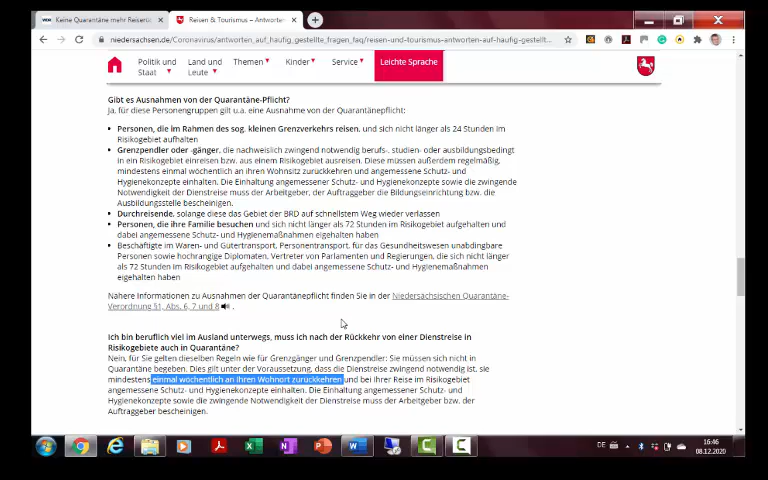 Keine Quarantäne mehr Reiserü
Reisen & Tourismus – Antworten
niedersachsen.de/Coronavirus/antworten_auf_haufig_gestellte_fragen_faq/reisen-und-tourismus-antworten-auf-haufig-gestellt...
Politik und Staat
Land und Leute
Themen
Kinder
Service
Leichte Sprache
Gibt es Ausnahmen von der Quarantäne-Pflicht?
Ja, für diese Personengruppen gilt u.a. eine Ausnahme von der Quarantänepflicht:
Personen, die im Rahmen des sog. kleinen Grenzverkehrs reisen, und sich nicht länger als 24 Stunden im
Risikogebiet aufhalten
Grenzpendler oder -gänger, die nachweislich zwingend notwendig berufs-, studien- oder ausbildungsbedingt
in ein Risikogebiet einreisen bzw. aus einem Risikogebiet ausreisen. Diese müssen außerdem regelmäßig,
mindestens einmal wöchentlich an ihren Wohnsitz zurückkehren und angemessene Schutz- und
Hygienekonzepte einhalten. Die Einhaltung angemessener Schutz- und Hygienekonzepte sowie die zwingende
Notwendigkeit der Dienstreise muss der Arbeitgeber, der Auftraggeber die Bildungseinrichtung bzw. die
Ausbildungsstelle bescheinigen.
Durchreisende, solange diese das Gebiet der BRD auf schnellstem Weg wieder verlassen
Personen, die ihre Familie besuchen und sich nicht länger als 72 Stunden im Risikogebiet aufgehalten und
dabei angemessene Schutz- und Hygienemaßnahmen eigehalten haben
Beschäftigte im Waren- und Gütertransport, Personentransport, für das Gesundheitswesen unabdingbare
Personen sowie hochrangige Diplomaten, Vertreter von Parlamenten und Regierungen, die sich nicht länger
als 72 Stunden im Risikogebiet aufgehalten und dabei angemessene Schutz- und Hygienemaßnahmen
eigehalten haben
Nähere Informationen zu Ausnahmen der Quarantänepflicht finden Sie in der Niedersächsischen Quarantäne-
Verordnung §1, Abs. 6, 7 und 8 .
Ich bin beruflich viel im Ausland unterwegs, muss ich nach der Rückkehr von einer Dienstreise in
Risikogebiete auch in Quarantäne?
Nein, für Sie gelten dieselben Regeln wie für Grenzgänger und Grenzpendler: Sie müssen sich nicht in
Quarantäne begeben. Dies gilt unter der Voraussetzung, dass die Dienstreise zwingend notwendig ist, sie
mindestens einmal wöchentlich an Ihren Wohnort zurückkehren und bei ihrer Reise im Risikogebiet
angemessene Schutz- und Hygienekonzepte einhalten. Die Einhaltung angemessener Schutz- und
Hygienekonzepte sowie die zwingende Notwendigkeit der Dienstreise muss der Arbeitgeber bzw. der
Auftraggeber bescheinigen.
DE
16:46
08.12.2020